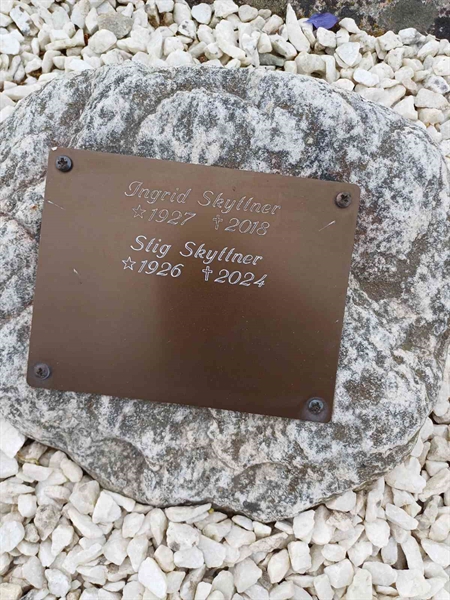 Ingrid Skyllner
☆1927 ✝2018
Stig Skyllner
☆1926 ✝2024